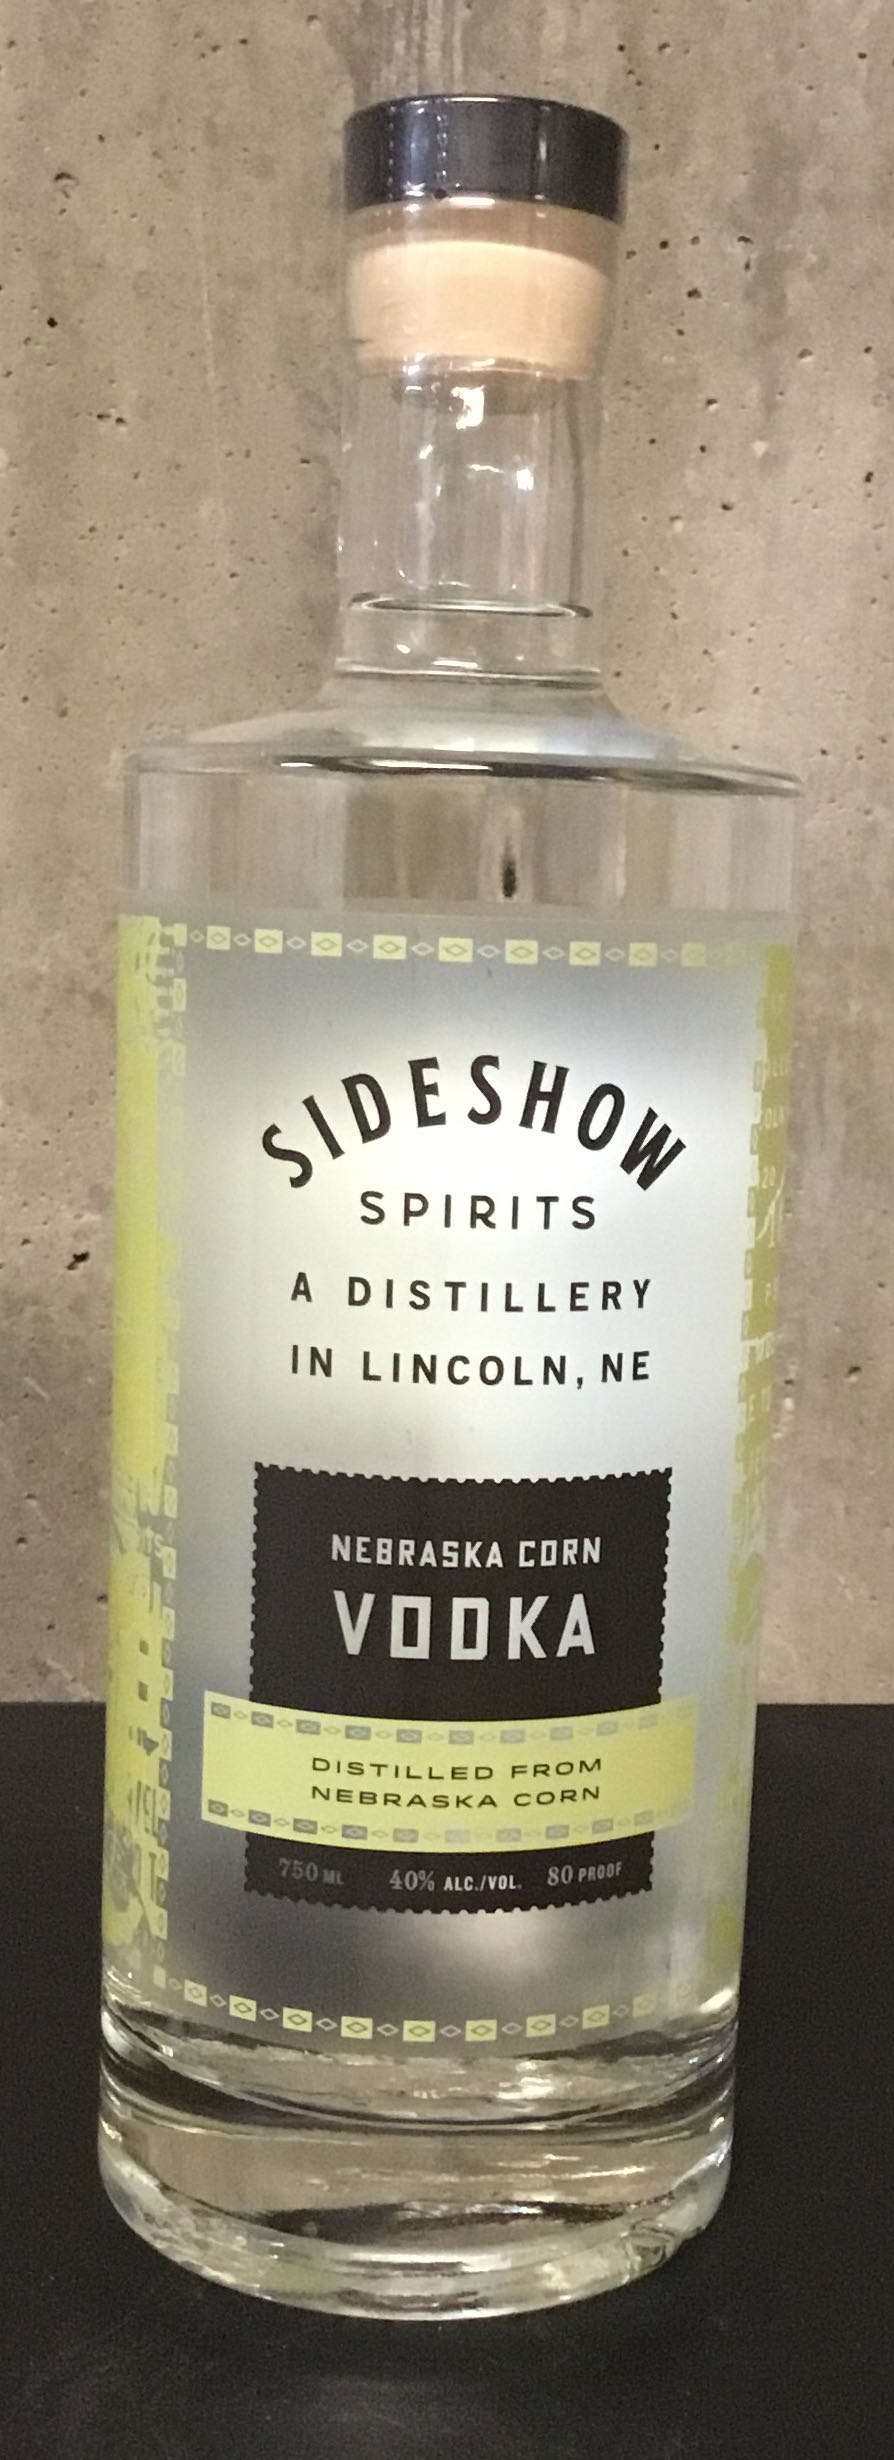 SIDESHOW
SPIRITS
A DISTILLERY
IN LINCOLN, NE
NEBRASKA CORN
VODKA
DISTILLED FROM
NEBRASKA CORN
750 ML 40% ALC./VOL. 80 PROOF